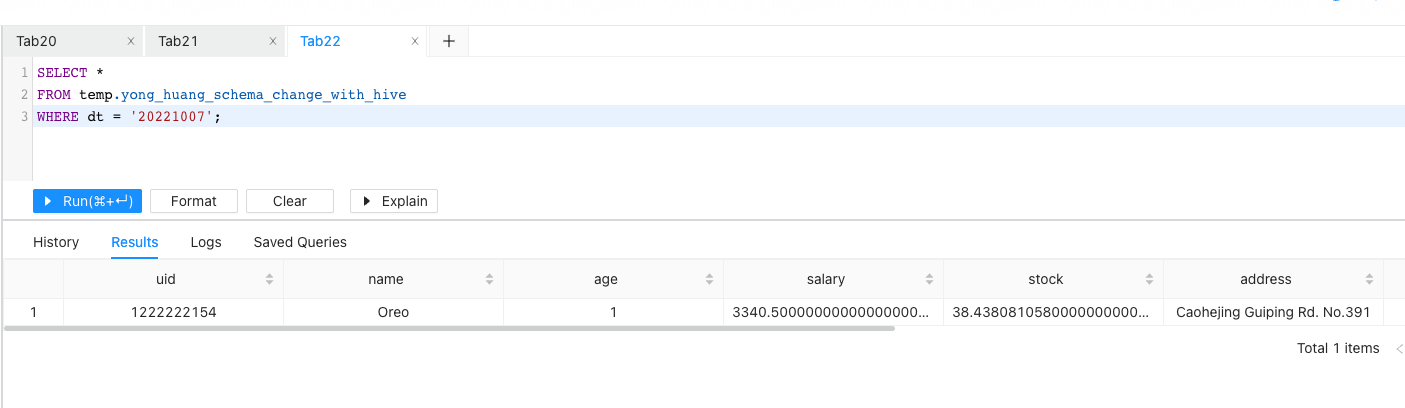 Tab20 x Tab21 x Tab22 x +
1 SELECT *
2 FROM temp.yong_huang_schema_change_with_hive
3 WHERE dt = '20221007';
Run(⌘+↵) Format Clear Explain
History Results Logs Saved Queries
uid name age salary stock address
1 1222222154 Oreo 1 3340.50000000000000000... 38.4380810580000000000... Caohejing Guiping Rd. No.391
Total 1 items <